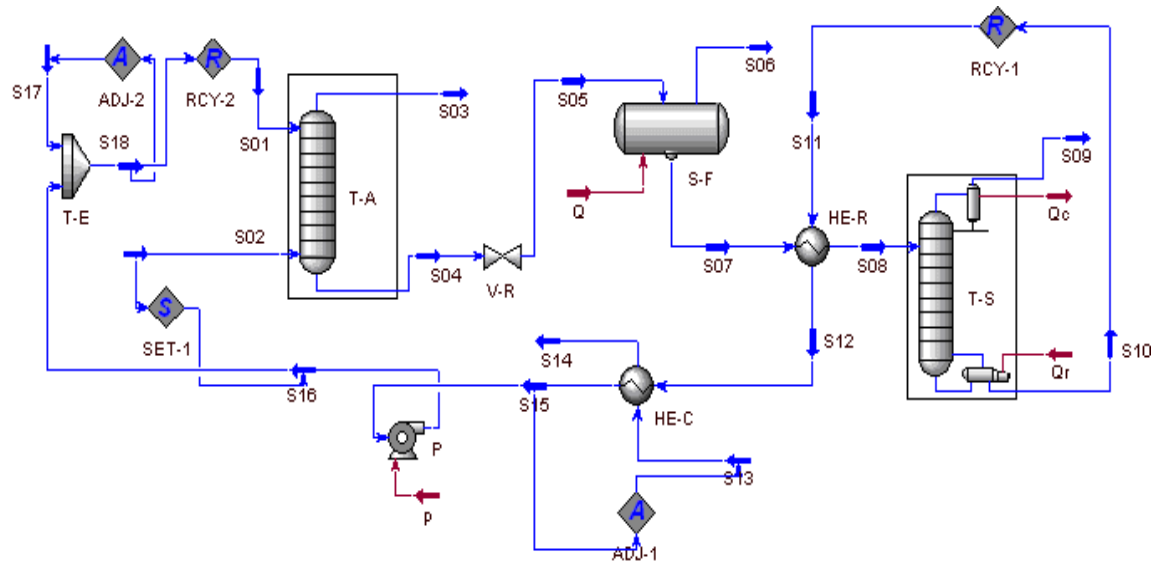 S06
R
RCY-1
A
ADJ-2
R
RCY-2
S17
S18
S01
S03
S05
S11
S09
T-E
T-A
S-F
Q
HE-R
Qc
S02
S04
V-R
S07
S08
T-S
S
SET-1
S14
S12
S10
Qr
S16
S15
HE-C
P
S13
p
A
ADJ-1